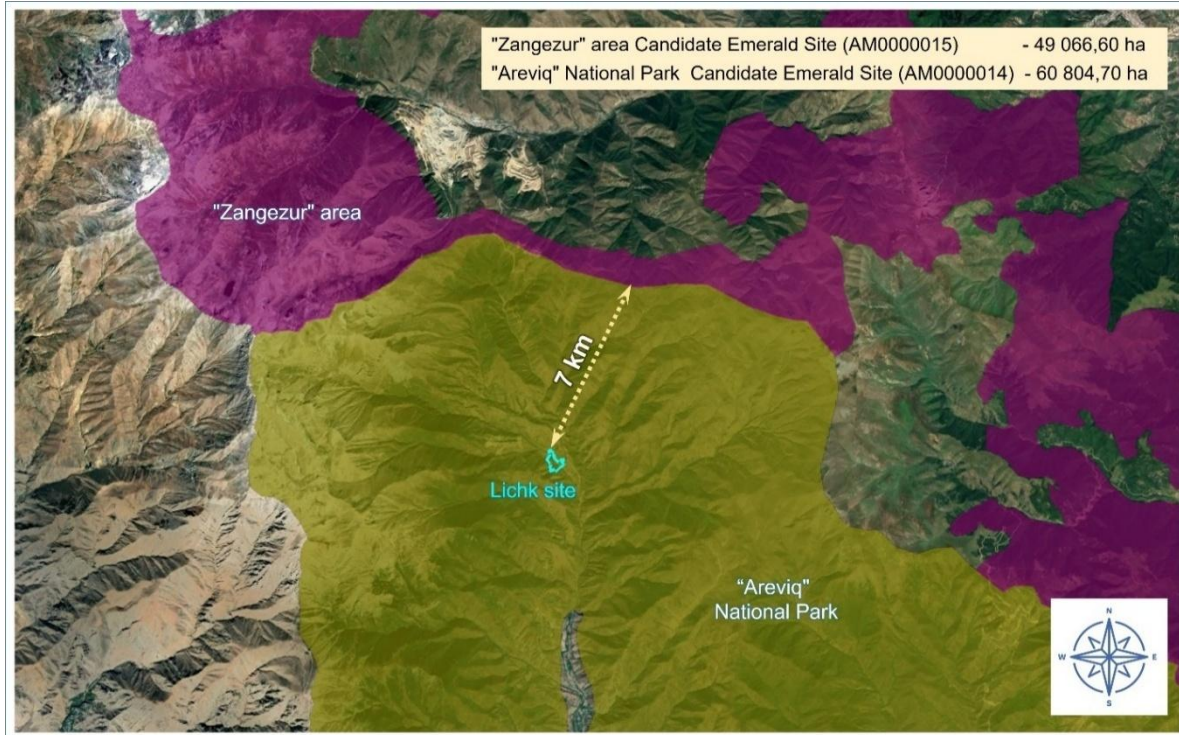 "Zangezur" area Candidate Emerald Site (AM0000015) - 49 066,60 ha
"Areviq" National Park Candidate Emerald Site (AM0000014) - 60 804,70 ha
"Zangezur" area
7 km
Lichk site
“Areviq"
National Park
N
W E
S